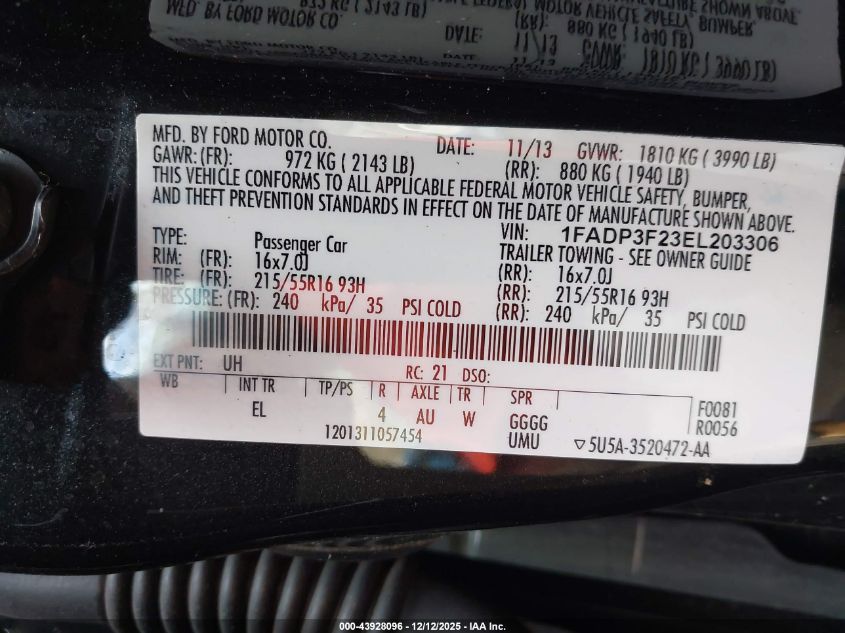 MFD. BY FORD MOTOR CO.
DATE: 11/13 GVWR: 1810 KG ( 3990 LB)
GAWR: (FR): 972 KG ( 2143 LB) (RR): 880 KG ( 1940 LB)
THIS VEHICLE CONFORMS TO ALL APPLICABLE FEDERAL MOTOR VEHICLE SAFETY, BUMPER,
AND THEFT PREVENTION STANDARDS IN EFFECT ON THE DATE OF MANUFACTURE SHOWN ABOVE.
VIN: 1FADP3F23EL203306
TYPE: Passenger Car TRAILER TOWING - SEE OWNER GUIDE
RIM: (FR): 16x7.0J (RR): 16x7.0J
TIRE: (FR): 215/55R16 93H (RR): 215/55R16 93H
PRESSURE: (FR): 240 kPa/ 35 PSI COLD (RR): 240 kPa/ 35 PSI COLD
EXT PNT: UH RC: 21 DSO:
WB INT TR TP/PS R AXLE TR SPR
EL 4 AU W GGGG F0081
1201311057454 UMU R0056
▽5U5A-3520472-AA
000-43928096 — 12/12/2025 — IAA, Inc.